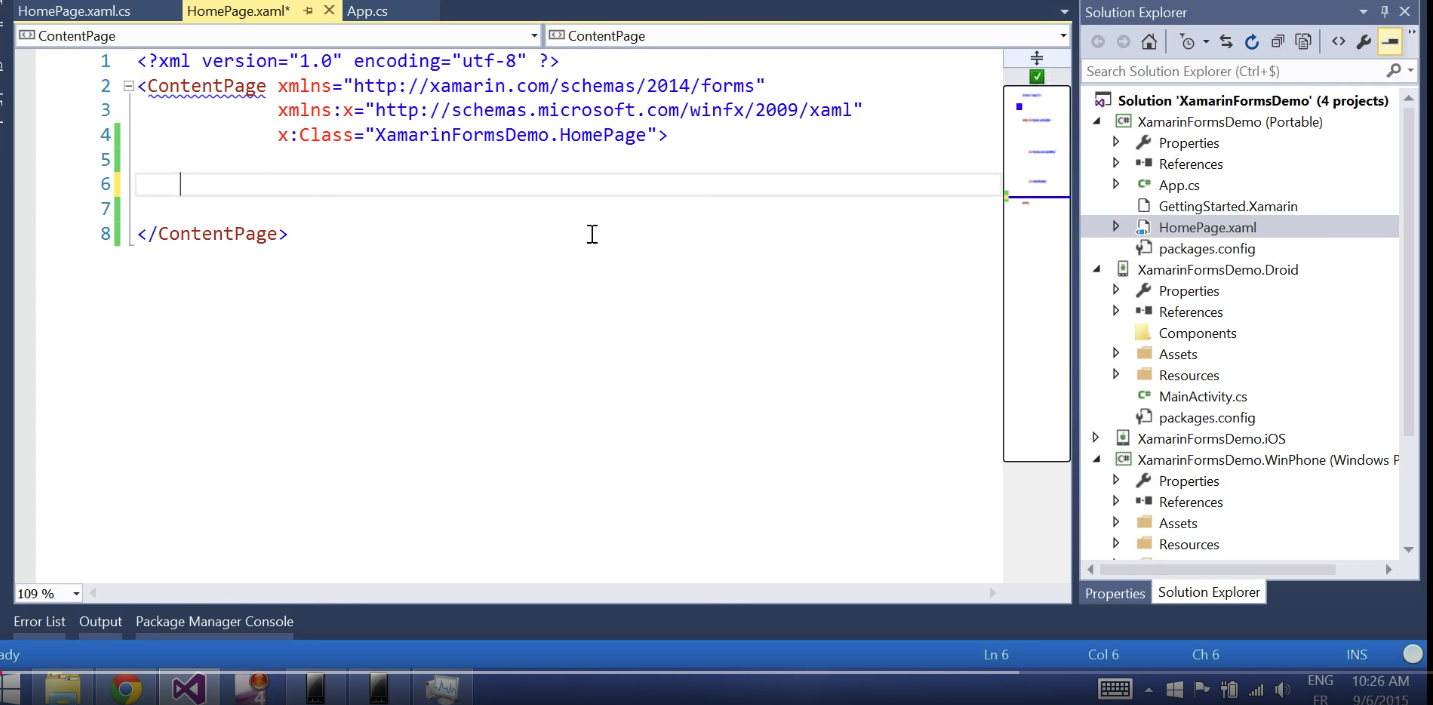 HomePage.xaml.cs
HomePage.xaml*
App.cs
ContentPage
ContentPage
1 <?xml version="1.0" encoding="utf-8" ?>
2 <ContentPage xmlns="http://xamarin.com/schemas/2014/forms"
3 xmlns:x="http://schemas.microsoft.com/winfx/2009/xaml"
4 x:Class="XamarinFormsDemo.HomePage">
5
6
7
8 </ContentPage>
109 %
Solution Explorer
Search Solution Explorer (Ctrl+$)
Solution 'XamarinFormsDemo' (4 projects)
C# XamarinFormsDemo (Portable)
Properties
References
C# App.cs
GettingStarted.Xamarin
HomePage.xaml
packages.config
XamarinFormsDemo.Droid
Properties
References
Components
Assets
Resources
C# MainActivity.cs
packages.config
XamarinFormsDemo.iOS
C# XamarinFormsDemo.WinPhone (Windows P
Properties
References
Assets
Resources
Properties
Solution Explorer
Error List
Output
Package Manager Console
ady
Ln 6
Col 6
Ch 6
INS
4
ENG
FR
10:26 AM
9/6/2015